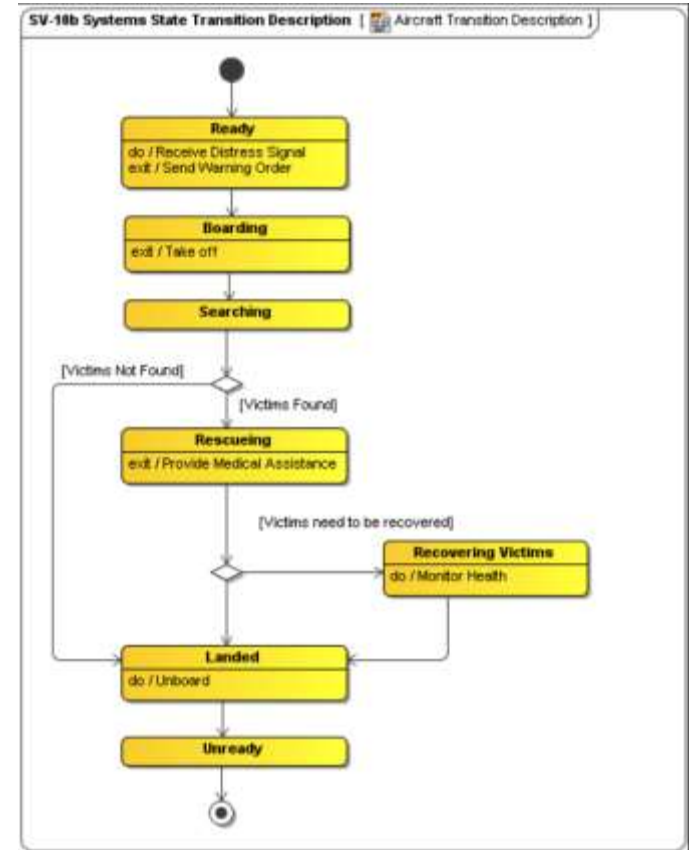 SV-10b Systems State Transition Description [ Aircraft Transition Description ]
Ready
do / Receive Distress Signal
exit / Send Warning Order
Boarding
exit / Take off
Searching
[Victims Not Found]
[Victims Found]
Rescueing
exit / Provide Medical Assistance
[Victims need to be recovered]
Recovering Victims
do / Monitor Health
Landed
do / Unboard
Unready